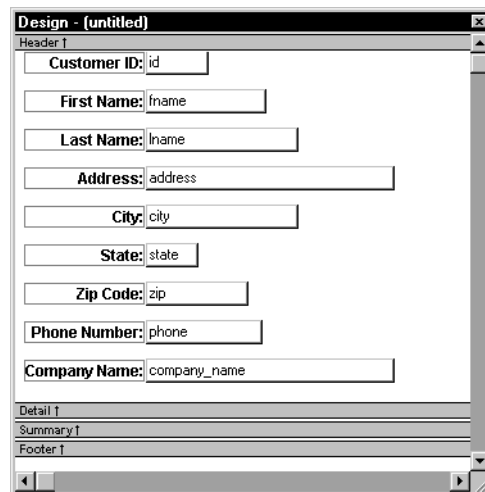 Design - (untitled)
Header ↑
Customer ID: id
First Name: fname
Last Name: lname
Address: address
City: city
State: state
Zip Code: zip
Phone Number: phone
Company Name: company_name
Detail ↑
Summary ↑
Footer ↑